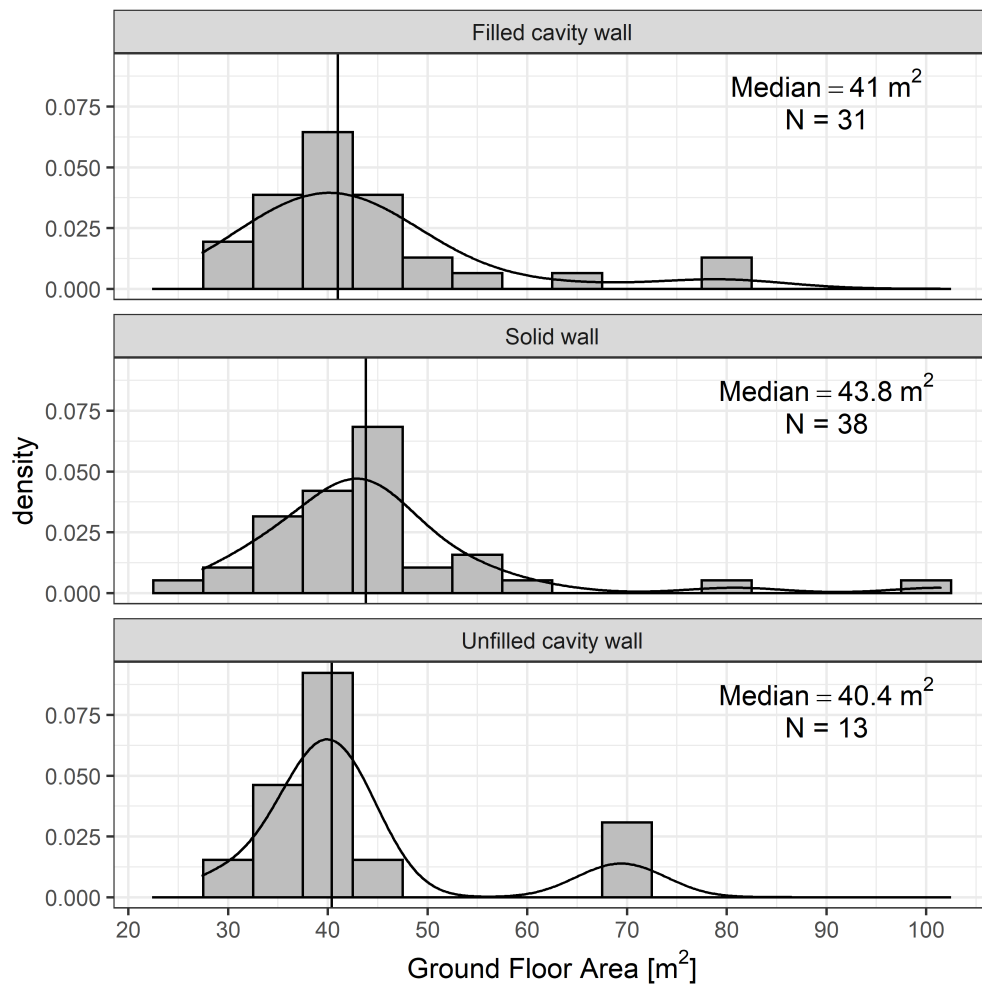 Filled cavity wall
Median = 41 m²
N = 31
0.075
0.050
0.025
0.000
Solid wall
Median = 43.8 m²
N = 38
0.075
0.050
0.025
0.000
density
Unfilled cavity wall
Median = 40.4 m²
N = 13
0.075
0.050
0.025
0.000
20 30 40 50 60 70 80 90 100
Ground Floor Area [m²]